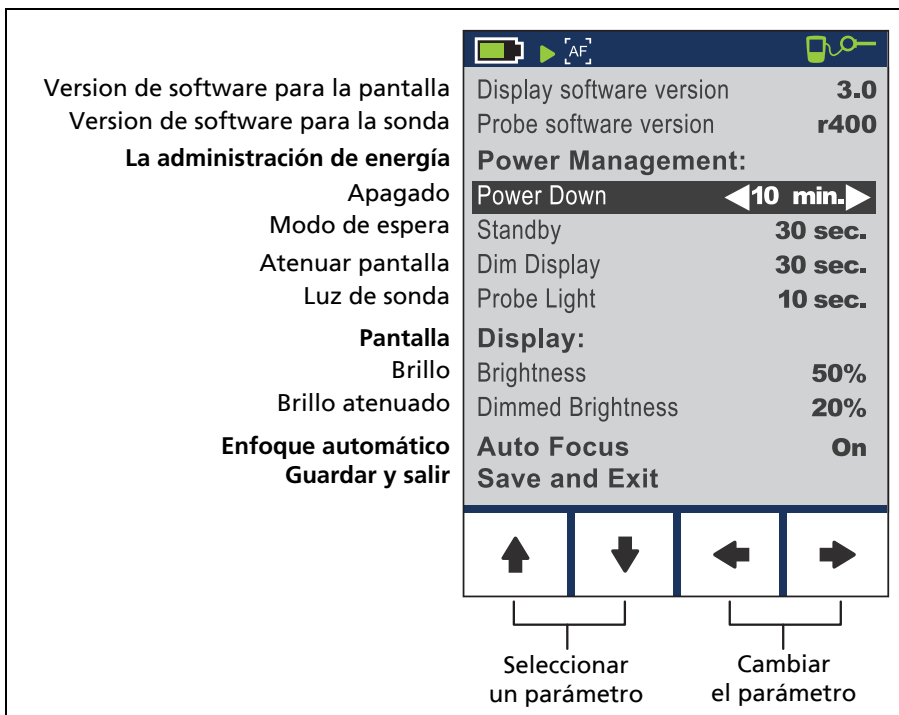 AF
Version de software para la pantalla Display software version 3.0
Version de software para la sonda Probe software version r400
La administración de energía Power Management:
Apagado Power Down 10 min.
Modo de espera Standby 30 sec.
Atenuar pantalla Dim Display 30 sec.
Luz de sonda Probe Light 10 sec.
Pantalla Display:
Brillo Brightness 50%
Brillo atenuado Dimmed Brightness 20%
Enfoque automático Auto Focus On
Guardar y salir Save and Exit
Seleccionar
un parámetro
Cambiar
el parámetro